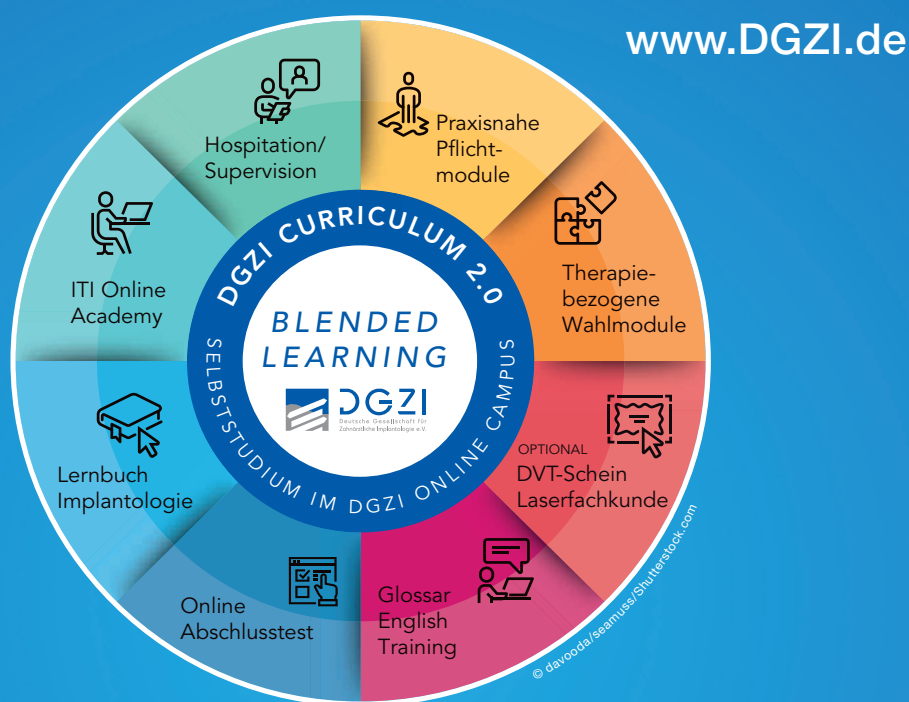 www.DGZI.de
Hospitation/
Supervision
Praxisnahe
Pflicht-
module
Therapie-
bezogene
Wahlmodule
OPTIONAL
DVT-Schein
Laserfachkunde
Glossar
English
Training
Online
Abschlusstest
Lernbuch
Implantologie
ITI Online
Academy
DGZI CURRICULUM 2.0
BLENDED
LEARNING
DGZI
Deutsche Gesellschaft für
Zahnärztliche Implantologie e.V.
SELBSTSTUDIUM IM DGZI ONLINE CAMPUS
© davooda/seamuss/Shutterstock.com